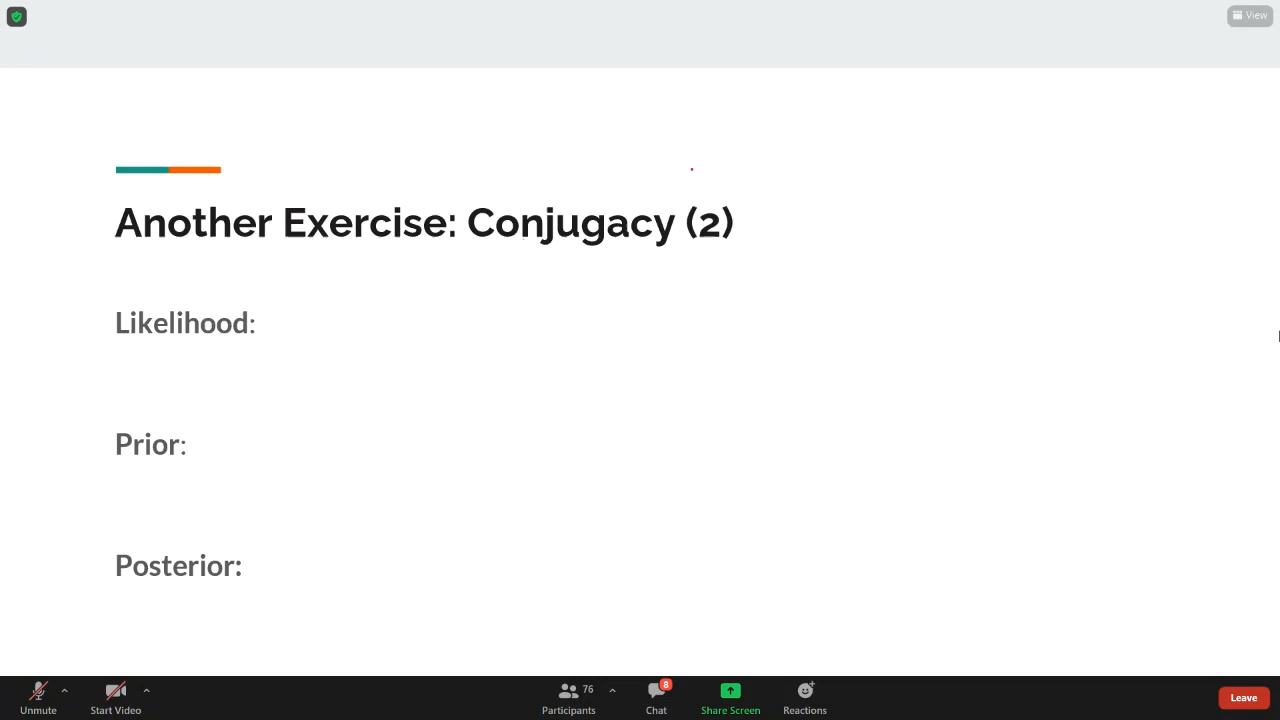 View
Another Exercise: Conjugacy (2)
Likelihood:
Prior:
Posterior:
Unmute
Start Video
Participants
76
Chat
8
Share Screen
Reactions
Leave